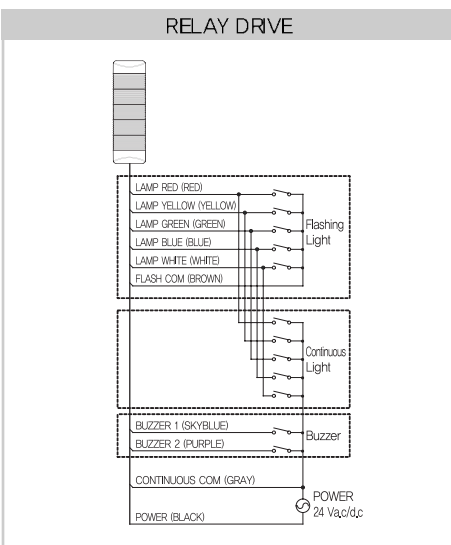 RELAY DRIVE
LAMP RED (RED)
LAMP YELLOW (YELLOW)
LAMP GREEN (GREEN)
LAMP BLUE (BLUE)
LAMP WHITE (WHITE)
FLASH COM (BROWN)
Flashing
Light
Continuous
Light
BUZZER 1 (SKYBLUE)
BUZZER 2 (PURPLE)
Buzzer
CONTINUOUS COM (GRAY)
POWER
24 Va.c/d.c
POWER (BLACK)